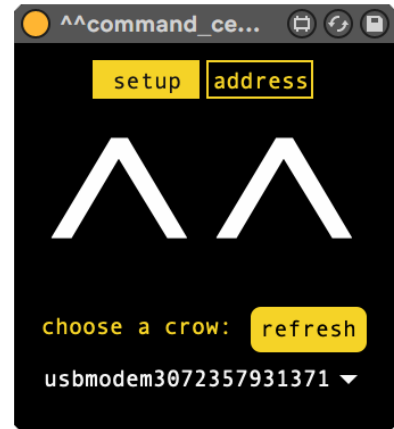 ^^command_ce...
setup address
^^
choose a crow: refresh
usbmodem3072357931371